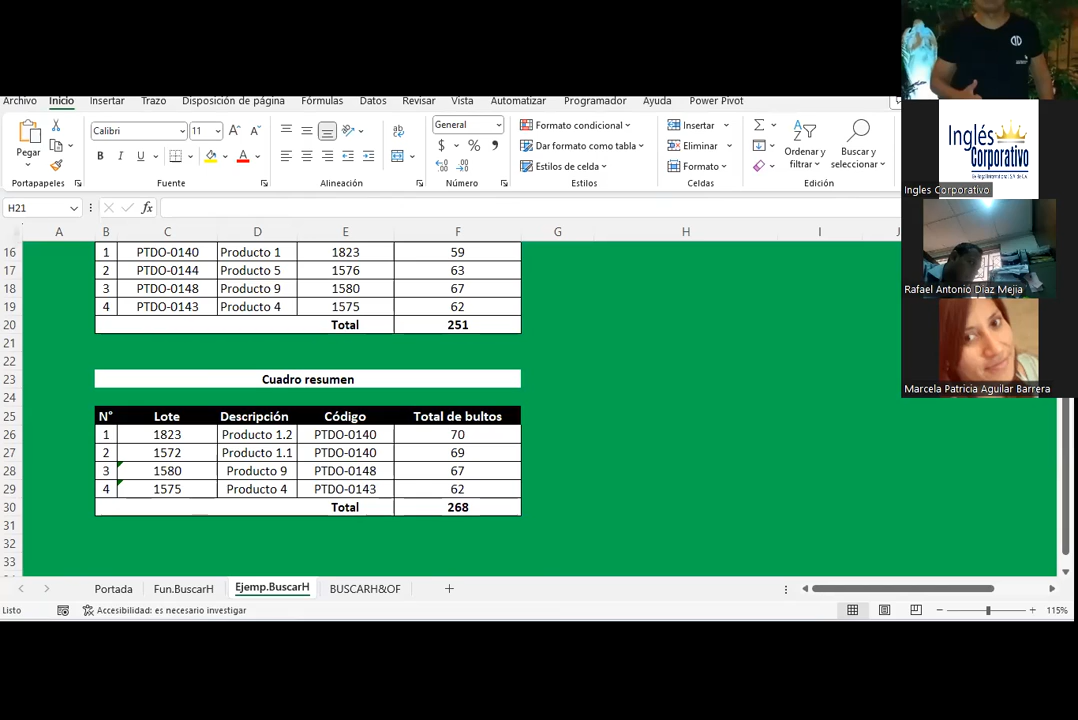 Archivo Inicio Insertar Trazo Disposición de página Fórmulas Datos Revisar Vista Automatizar Programador Ayuda Power Pivot
Pegar
Portapapeles
Calibri 11
N K S
Fuente
Alineación
General
$ % 000
Número
Formato condicional
Dar formato como tabla
Estilos de celda
Estilos
Insertar
Eliminar
Formato
Celdas
Ordenar y filtrar
Buscar y seleccionar
Edición
H21 fx
A B C D E F G H I J
16 1 PTDO-0140 Producto 1 1823 59
17 2 PTDO-0144 Producto 5 1576 63
18 3 PTDO-0148 Producto 9 1580 67
19 4 PTDO-0143 Producto 4 1575 62
20 Total 251
21
22
23 Cuadro resumen
24
25 N° Lote Descripción Código Total de bultos
26 1 1823 Producto 1.2 PTDO-0140 70
27 2 1572 Producto 1.1 PTDO-0140 69
28 3 1580 Producto 9 PTDO-0148 67
29 4 1575 Producto 4 PTDO-0143 62
30 Total 268
31
32
33
Portada Fun.BuscarH Ejemp.BuscarH BUSCARH&OF
Listo Accesibilidad: es necesario investigar 115%
Inglés
Corporativo
Ingles Corporativo
Rafael Antonio Diaz Mejia
Marcela Patricia Aguilar Barrera